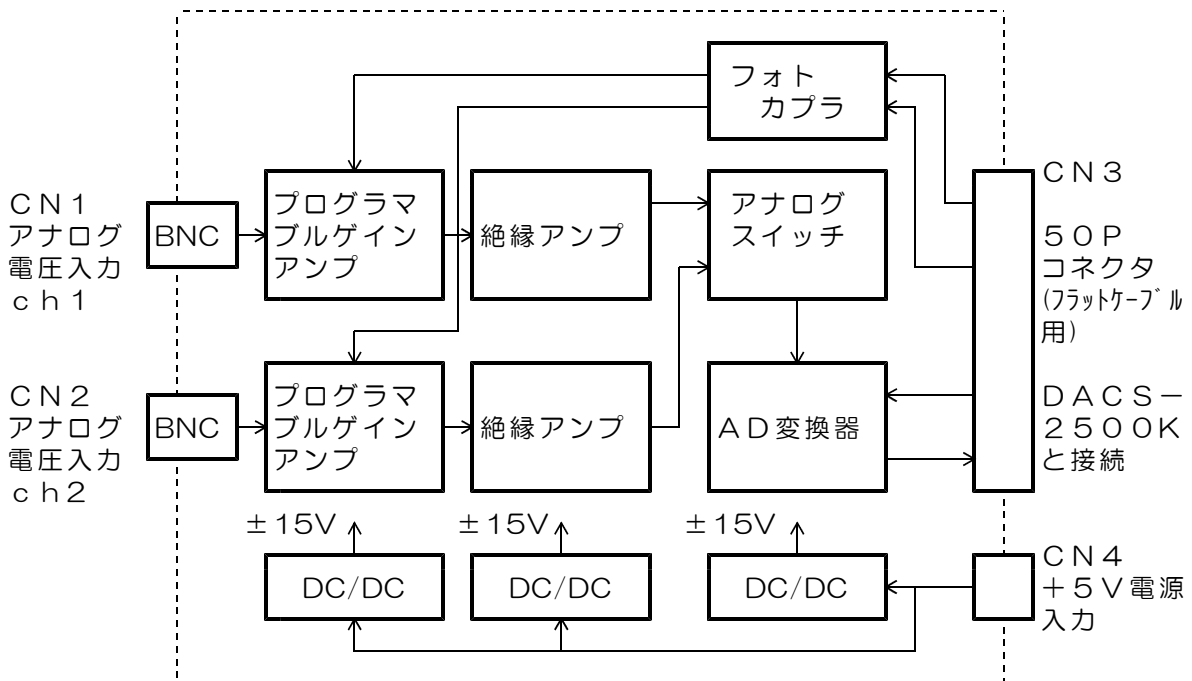 フォト
カプラ
CN1
アナログ
電圧入力
ch1
BNC
プログラマ
ブルゲイン
アンプ
絶縁アンプ
アナログ
スイッチ
CN3
50P
コネクタ
(フラットケーブル
用)
DACS-
2500K
と接続
CN2
アナログ
電圧入力
ch2
BNC
プログラマ
ブルゲイン
アンプ
絶縁アンプ
AD変換器
±15V
±15V
±15V
DC/DC
DC/DC
DC/DC
CN4
+5V電源
入力